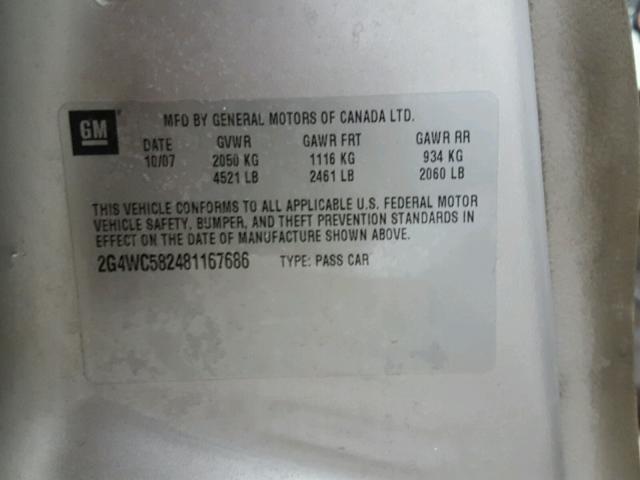 GM
MFD BY GENERAL MOTORS OF CANADA LTD.
DATE GVWR GAWR FRT GAWR RR
10/07 2050 KG 1116 KG 934 KG
4521 LB 2461 LB 2060 LB
THIS VEHICLE CONFORMS TO ALL APPLICABLE U.S. FEDERAL MOTOR
VEHICLE SAFETY, BUMPER, AND THEFT PREVENTION STANDARDS IN
EFFECT ON THE DATE OF MANUFACTURE SHOWN ABOVE.
2G4WC582481167686 TYPE: PASS CAR